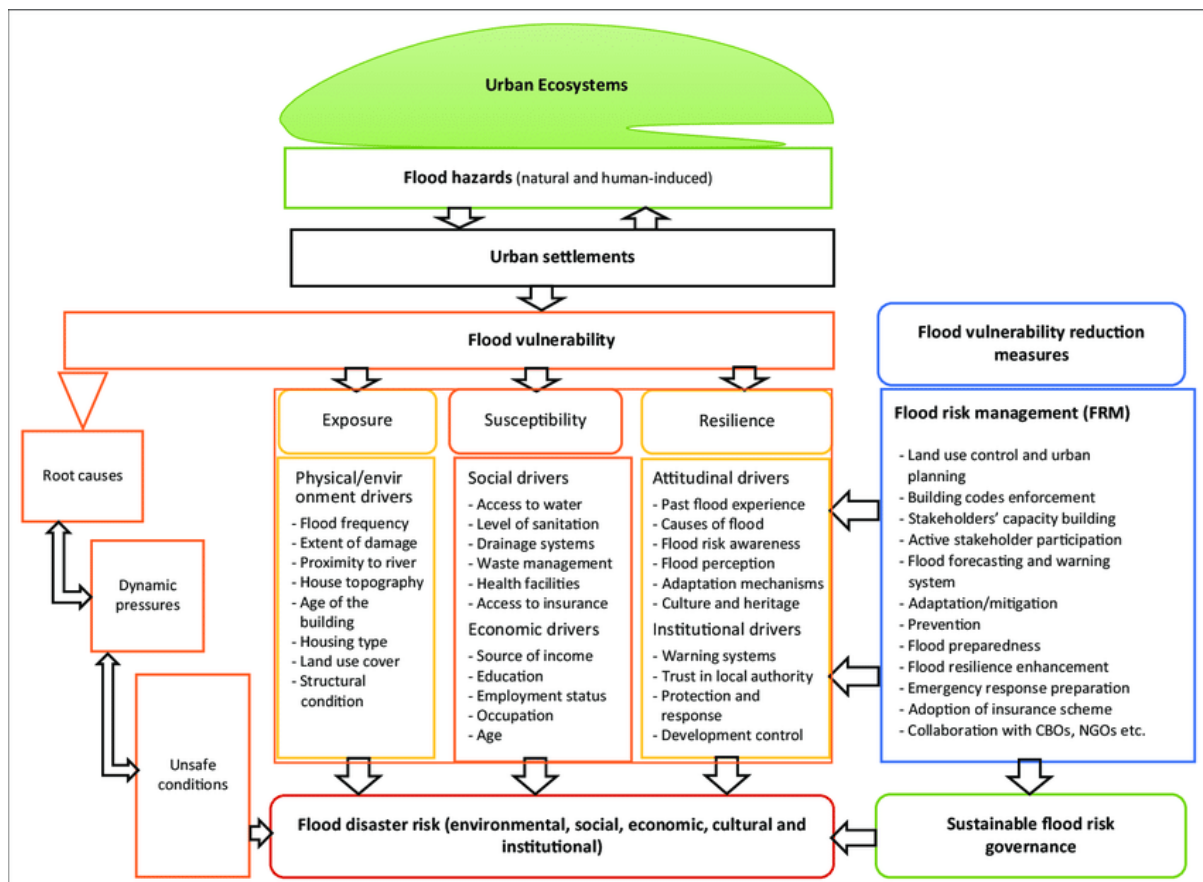 Urban Ecosystems
Flood hazards (natural and human-induced)
Urban settlements
Flood vulnerability
Root causes
Dynamic
pressures
Unsafe
conditions
Exposure
Physical/envir
onment drivers
- Flood frequency
- Extent of damage
- Proximity to river
- House topography
- Age of the
building
- Housing type
- Land use cover
- Structural
condition
Susceptibility
Social drivers
- Access to water
- Level of sanitation
- Drainage systems
- Waste management
- Health facilities
- Access to insurance
Economic drivers
- Source of income
- Education
- Employment status
- Occupation
- Age
Resilience
Attitudinal drivers
- Past flood experience
- Causes of flood
- Flood risk awareness
- Flood perception
- Adaptation mechanisms
- Culture and heritage
Institutional drivers
- Warning systems
- Trust in local authority
- Protection and
response
- Development control
Flood vulnerability reduction
measures
Flood risk management (FRM)
- Land use control and urban
planning
- Building codes enforcement
- Stakeholders’ capacity building
- Active stakeholder participation
- Flood forecasting and warning
system
- Adaptation/mitigation
- Prevention
- Flood preparedness
- Flood resilience enhancement
- Emergency response preparation
- Adoption of insurance scheme
- Collaboration with CBOs, NGOs etc.
Flood disaster risk (environmental, social, economic, cultural and
institutional)
Sustainable flood risk
governance